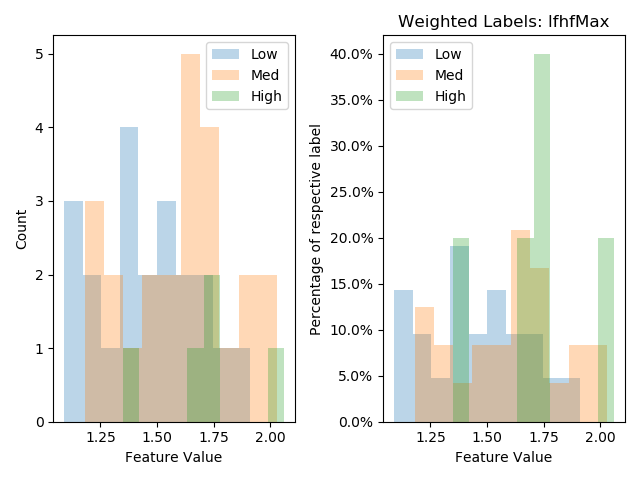 Weighted Labels: lfhfMax
5
4
3
2
1
0
Count
1.25
1.50
1.75
2.00
Feature Value
Low
Med
High
40.0%
35.0%
30.0%
25.0%
20.0%
15.0%
10.0%
5.0%
0.0%
Percentage of respective label
1.25
1.50
1.75
2.00
Feature Value
Low
Med
High